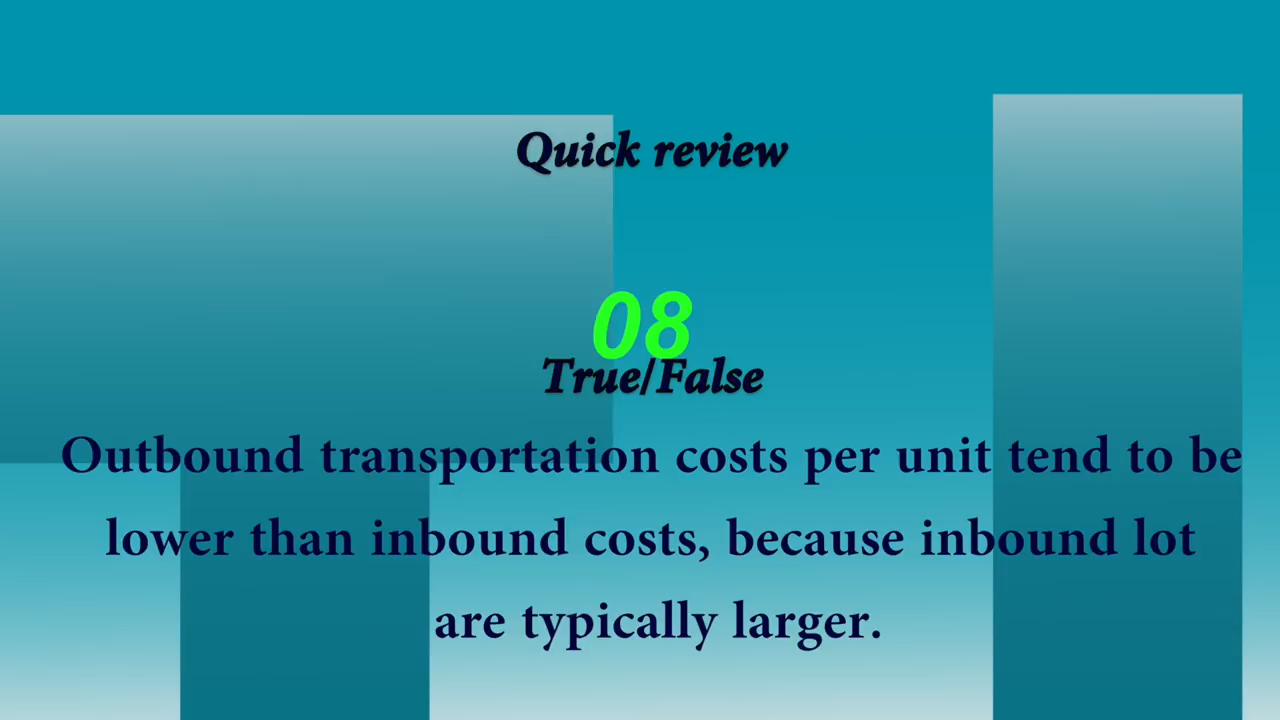 Quick review
08
True/False
Outbound transportation costs per unit tend to be
lower than inbound costs, because inbound lot
are typically larger.